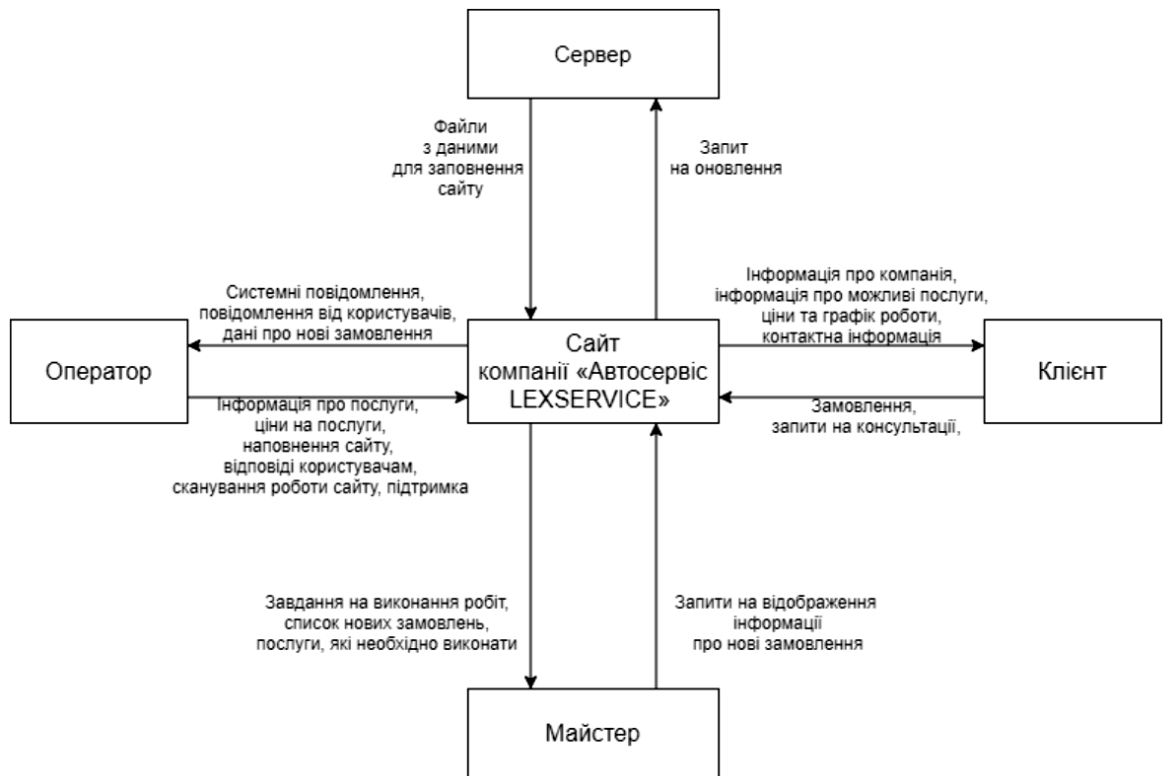 Сервер
Файли
з даними
для заповнення
сайту
Запит
на оновлення
Системні повідомлення,
повідомлення від користувачів,
дані про нові замовлення
Інформація про компанія,
інформація про можливі послуги,
ціни та графік роботи,
контактна інформація
Оператор
Сайт
компанії «Автосервіс
LEXSERVICE»
Клієнт
Інформація про послуги,
ціни на послуги,
наповнення сайту,
відповіді користувачам,
сканування роботи сайту, підтримка
Замовлення,
запити на консультації,
Завдання на виконання робіт,
список нових замовлень,
послуги, які необхідно виконати
Запити на відображення
інформації
про нові замовлення
Майстер